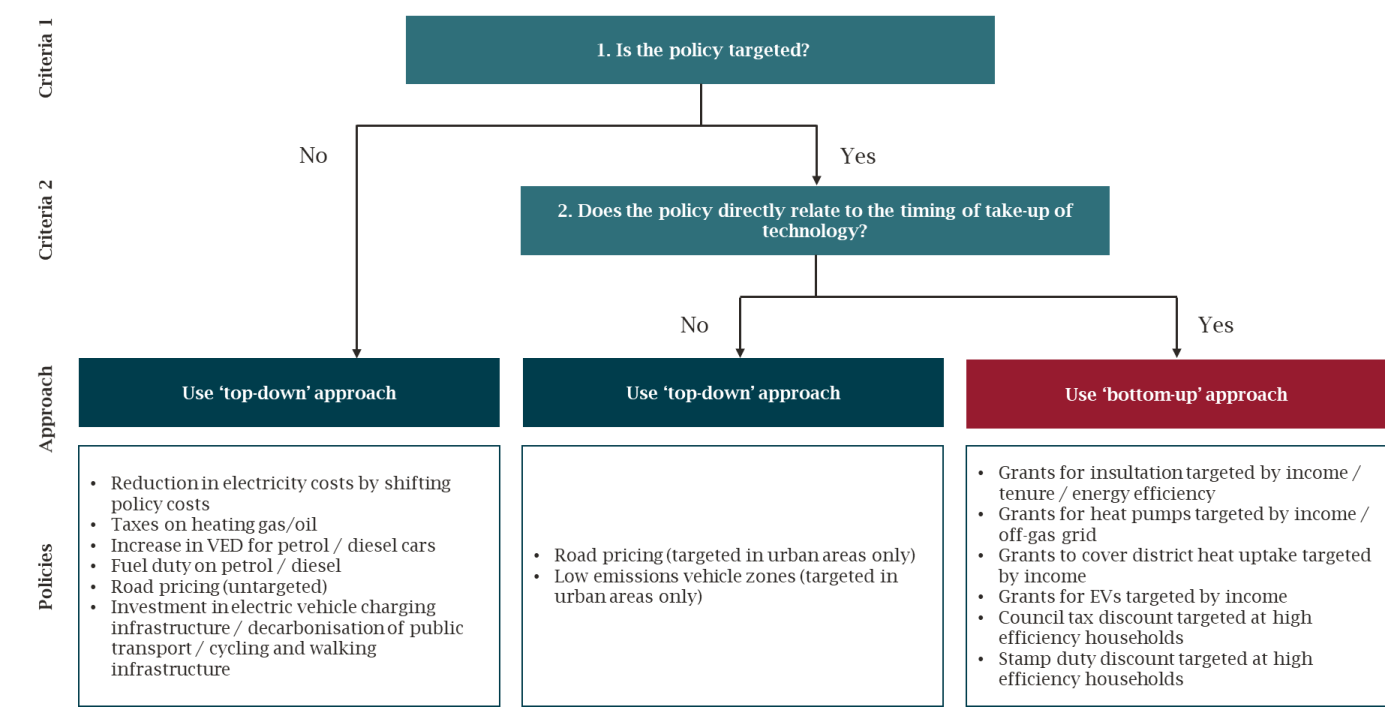 Criteria 1
1. Is the policy targeted?
No
Yes
Criteria 2
2. Does the policy directly relate to the timing of take-up of
technology?
No
Yes
Approach
Use ‘top-down’ approach
Use ‘top-down’ approach
Use ‘bottom-up’ approach
Policies
• Reduction in electricity costs by shifting
policy costs
• Taxes on heating gas/oil
• Increase in VED for petrol / diesel cars
• Fuel duty on petrol / diesel
• Road pricing (untargeted)
• Investment in electric vehicle charging
infrastructure / decarbonisation of public
transport / cycling and walking
infrastructure
• Road pricing (targeted in urban areas only)
• Low emissions vehicle zones (targeted in
urban areas only)
• Grants for insultation targeted by income /
tenure / energy efficiency
• Grants for heat pumps targeted by income /
off-gas grid
• Grants to cover district heat uptake targeted
by income
• Grants for EVs targeted by income
• Council tax discount targeted at high
efficiency households
• Stamp duty discount targeted at high
efficiency households